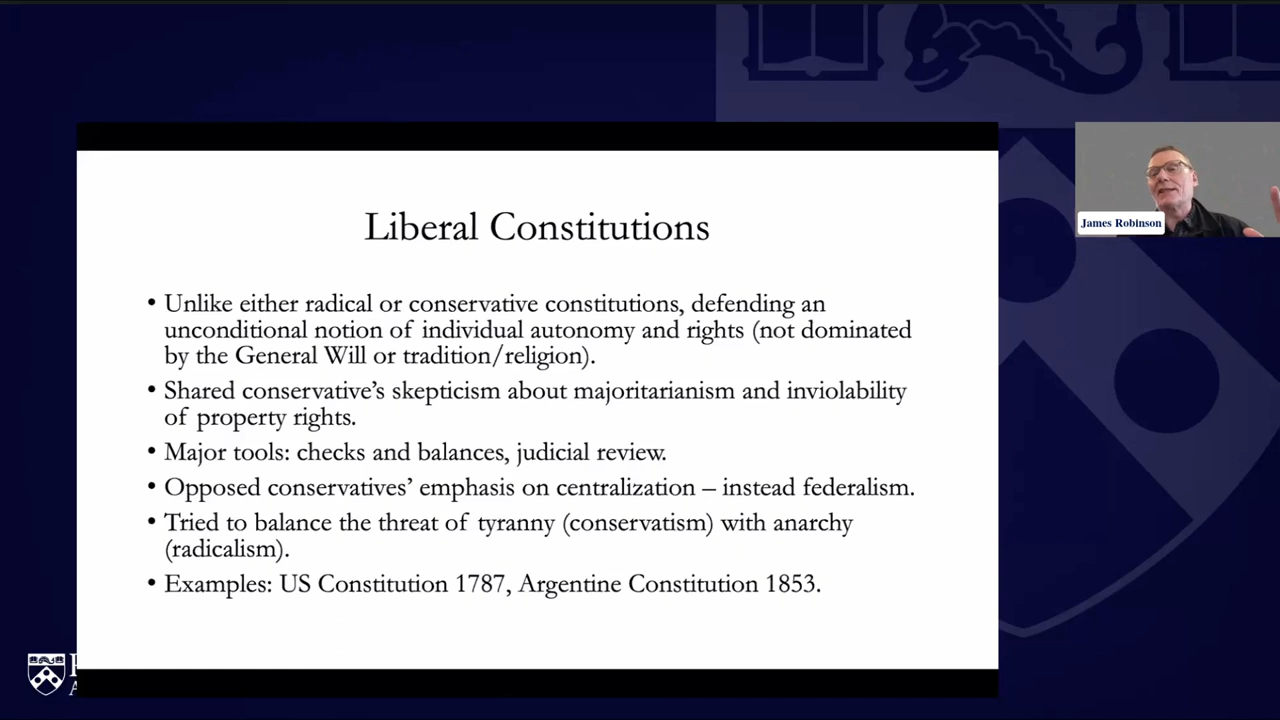 Liberal Constitutions
• Unlike either radical or conservative constitutions, defending an
unconditional notion of individual autonomy and rights (not dominated
by the General Will or tradition/religion).
• Shared conservative’s skepticism about majoritarianism and inviolability
of property rights.
• Major tools: checks and balances, judicial review.
• Opposed conservatives’ emphasis on centralization – instead federalism.
• Tried to balance the threat of tyranny (conservatism) with anarchy
(radicalism).
• Examples: US Constitution 1787, Argentine Constitution 1853.
James Robinson